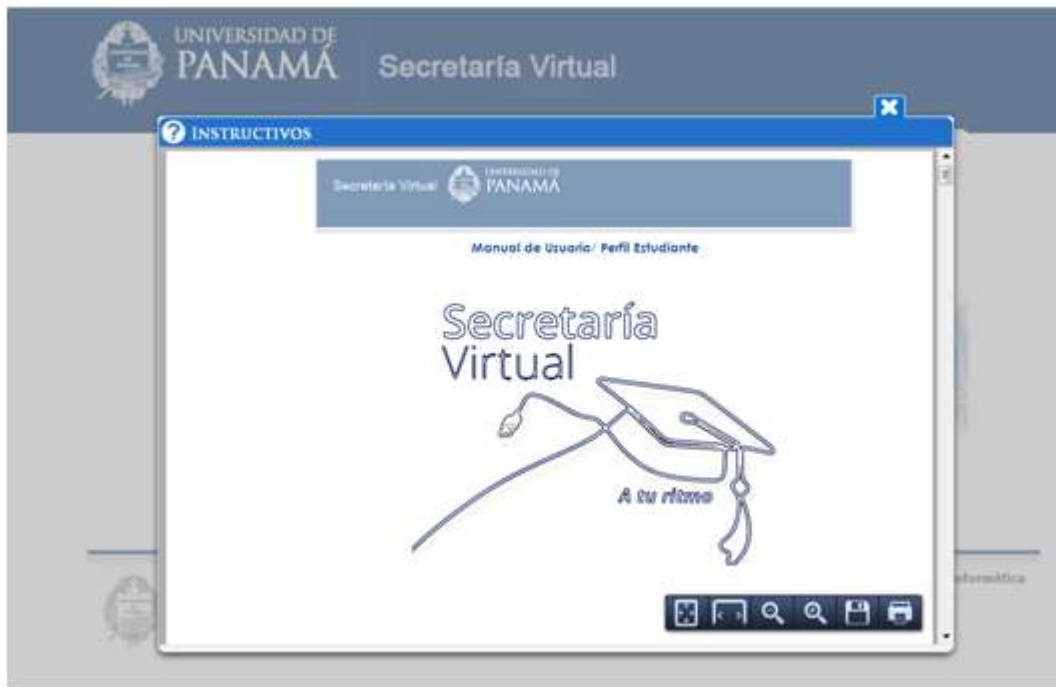 UNIVERSIDAD DE
PANAMÁ
Secretaría Virtual
INSTRUCTIVOS
Secretaría Virtual
UNIVERSIDAD DE
PANAMÁ
Manual de Usuario/ Perfil Estudiante
Secretaría
Virtual
A tu ritmo